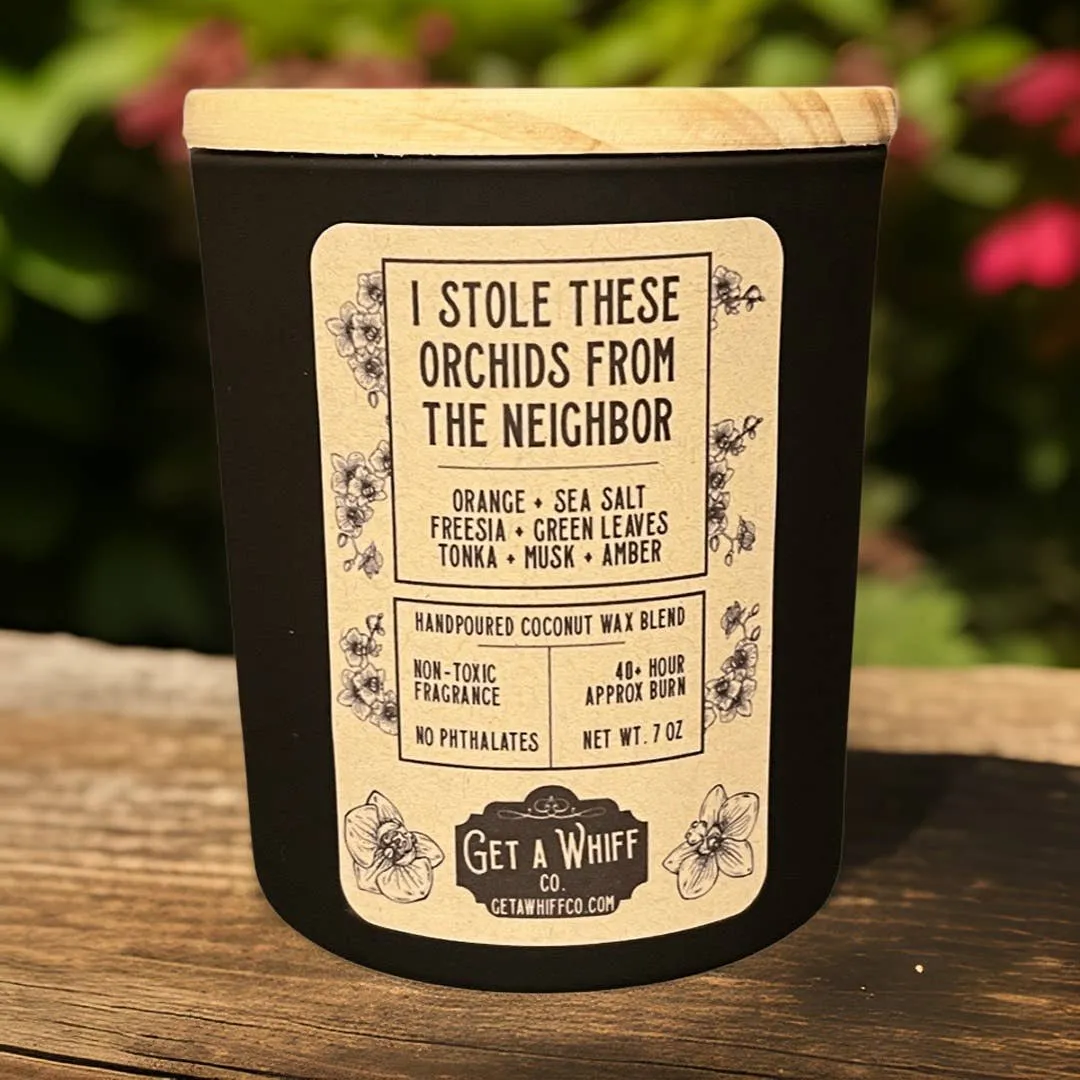 I STOLE THESE
ORCHIDS FROM
THE NEIGHBOR
ORANGE + SEA SALT
FREESIA + GREEN LEAVES
TONKA + MUSK + AMBER
HANDPOURED COCONUT WAX BLEND
NON-TOXIC
FRAGRANCE
NO PHTHALATES
40+ HOUR
APPROX BURN
NET WT. 7 OZ
GET A WHIFF
CO.
GETAWHIFFCO.COM